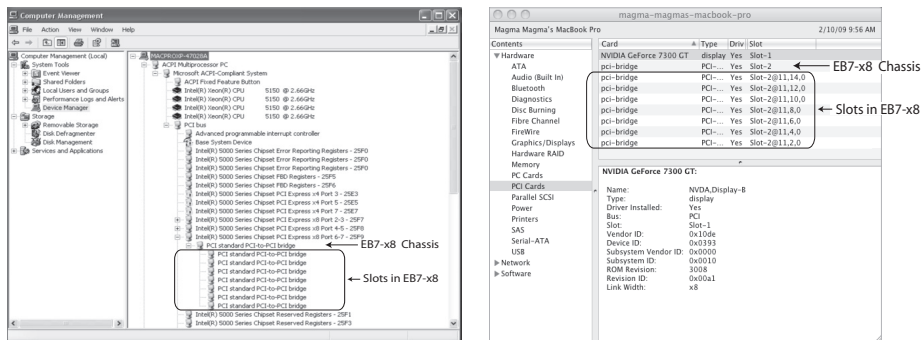 Computer Management
File Action View Window Help
Computer Management (Local)
System Tools
Event Viewer
Shared Folders
Local Users and Groups
Performance Logs and Alerts
Device Manager
Storage
Removable Storage
Disk Defragmenter
Disk Management
Services and Applications
MACPROXP-47028A
ACPI Multiprocessor PC
Microsoft ACPI-Compliant System
ACPI Fixed Feature Button
Intel(R) Xeon(R) CPU 5150 @ 2.66GHz
Intel(R) Xeon(R) CPU 5150 @ 2.66GHz
Intel(R) Xeon(R) CPU 5150 @ 2.66GHz
Intel(R) Xeon(R) CPU 5150 @ 2.66GHz
PCI bus
Advanced programmable interrupt controller
Base System Device
Intel(R) 5000 Series Chipset Error Reporting Registers - 25F0
Intel(R) 5000 Series Chipset Error Reporting Registers - 25F0
Intel(R) 5000 Series Chipset Error Reporting Registers - 25F0
Intel(R) 5000 Series Chipset FBD Registers - 25F5
Intel(R) 5000 Series Chipset FBD Registers - 25F6
Intel(R) 5000 Series Chipset PCI Express x4 Port 3 - 25E3
Intel(R) 5000 Series Chipset PCI Express x4 Port 5 - 25E5
Intel(R) 5000 Series Chipset PCI Express x4 Port 7 - 25E7
Intel(R) 5000 Series Chipset PCI Express x8 Port 2-3 - 25F7
Intel(R) 5000 Series Chipset PCI Express x8 Port 4-5 - 25F8
Intel(R) 5000 Series Chipset PCI Express x8 Port 6-7 - 25F9
PCI standard PCI-to-PCI bridge
EB7-x8 Chassis
PCI standard PCI-to-PCI bridge
PCI standard PCI-to-PCI bridge
PCI standard PCI-to-PCI bridge
Slots in EB7-x8
PCI standard PCI-to-PCI bridge
PCI standard PCI-to-PCI bridge
PCI standard PCI-to-PCI bridge
PCI standard PCI-to-PCI bridge
Intel(R) 5000 Series Chipset Reserved Registers - 25F1
Intel(R) 5000 Series Chipset Reserved Registers - 25F3
magma-magmas-macbook-pro
Magma Magma's MacBook Pro 2/10/09 9:56 AM
Contents
Hardware
ATA
Audio (Built In)
Bluetooth
Diagnostics
Disc Burning
Fibre Channel
FireWire
Graphics/Displays
Hardware RAID
Memory
PC Cards
PCI Cards
Parallel SCSI
Power
Printers
SAS
Serial-ATA
USB
Network
Software
Card Type Driv Slot
NVIDIA GeForce 7300 GT display Yes Slot-1
pci-bridge PCI-... Yes Slot-2
EB7-x8 Chassis
pci-bridge PCI-... Yes Slot-2@11,14,0
pci-bridge PCI-... Yes Slot-2@11,12,0
pci-bridge PCI-... Yes Slot-2@11,10,0
pci-bridge PCI-... Yes Slot-2@11,8,0
Slots in EB7-x8
pci-bridge PCI-... Yes Slot-2@11,6,0
pci-bridge PCI-... Yes Slot-2@11,4,0
pci-bridge PCI-... Yes Slot-2@11,2,0
NVIDIA GeForce 7300 GT:
Name: NVDA,Display-B
Type: display
Driver Installed: Yes
Bus: PCI
Slot: Slot-1
Vendor ID: 0x10de
Device ID: 0x0393
Subsystem Vendor ID: 0x0000
Subsystem ID: 0x0010
ROM Revision: 3008
Revision ID: 0x00a1
Link Width: x8